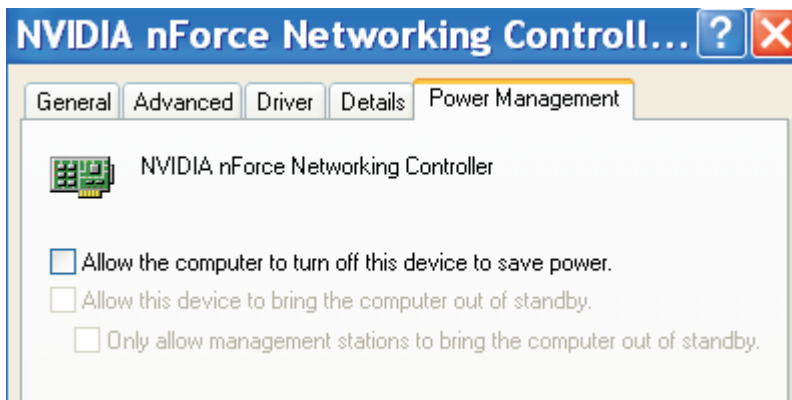 NVIDIA nForce Networking Controll...
General Advanced Driver Details Power Management
NVIDIA nForce Networking Controller
Allow the computer to turn off this device to save power.
Allow this device to bring the computer out of standby.
Only allow management stations to bring the computer out of standby.